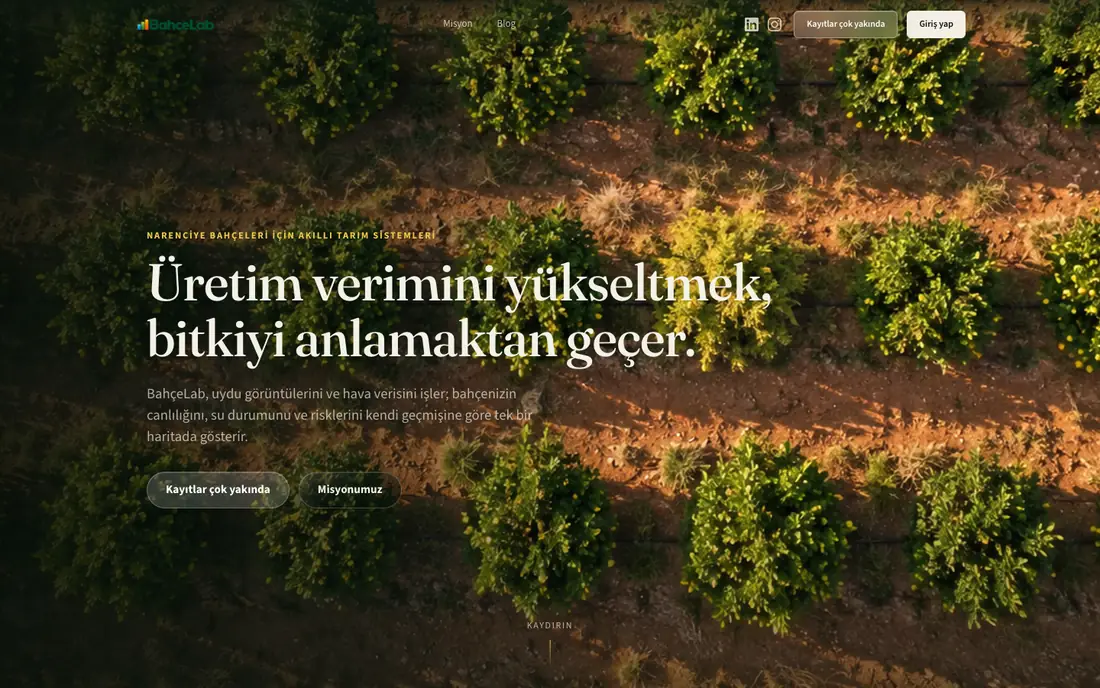 BahçeLab
Misyon
Blog
Kayıtlar çok yakında
Giriş yap
NARENCİYE BAHÇELERİ İÇİN AKILLI TARIM SİSTEMLERİ
Üretim verimini yükseltmek,
bitkiyi anlamaktan geçer.
BahçeLab, uydu görüntülerini ve hava verisini işler; bahçenizin
canlılığını, su durumunu ve risklerini kendi geçmişine göre tek bir
haritada gösterir.
Kayıtlar çok yakında
Misyonumuz
KAYDIRIN